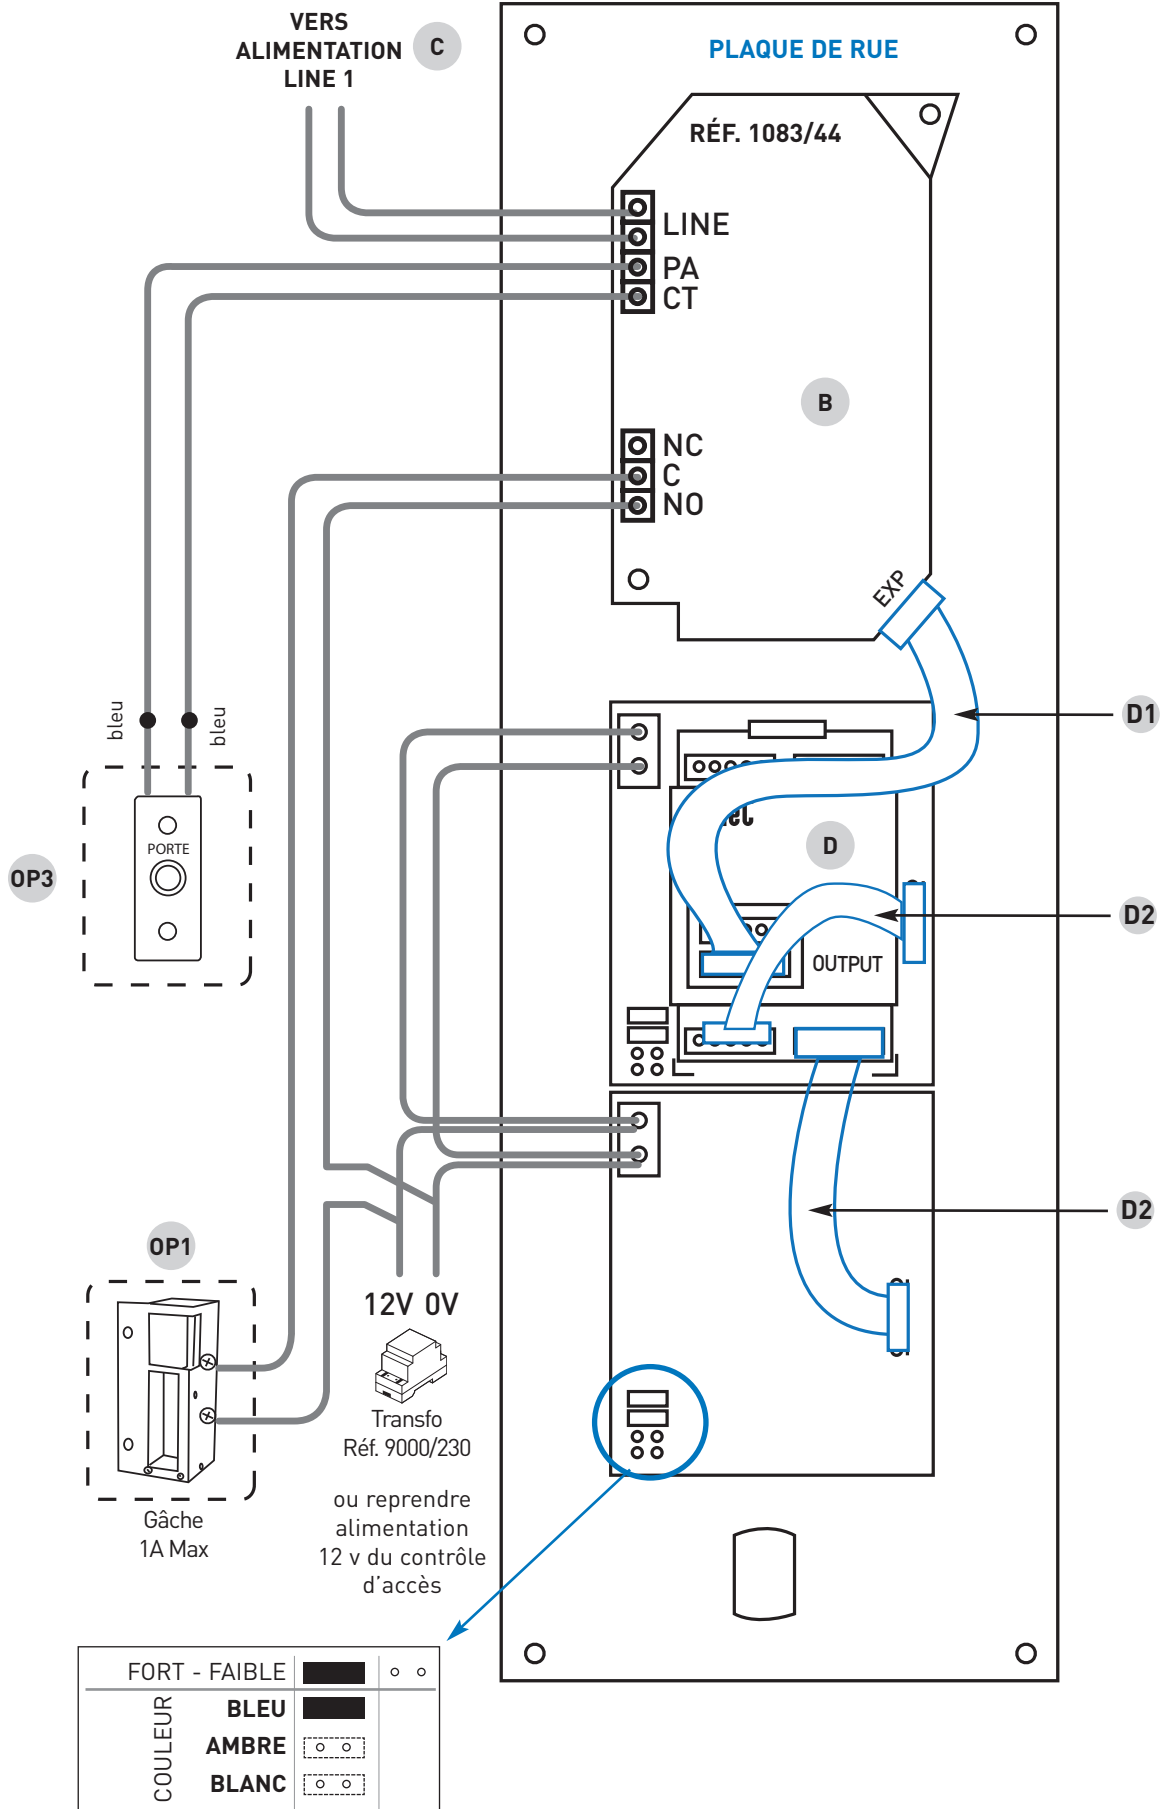 VERS
ALIMENTATION
LINE 1
C
PLAQUE DE RUE
RÉF. 1083/44
LINE
PA
CT
B
NC
C
NO
EXP
bleu
bleu
D1
PORTE
OP3
D
D2
OUTPUT
D2
OP1
12V 0V
Transfo
Réf. 9000/230
ou reprendre
alimentation
12 v du contrôle
d'accès
Gâche
1A Max
FORT - FAIBLE
COULEUR
BLEU
AMBRE
BLANC